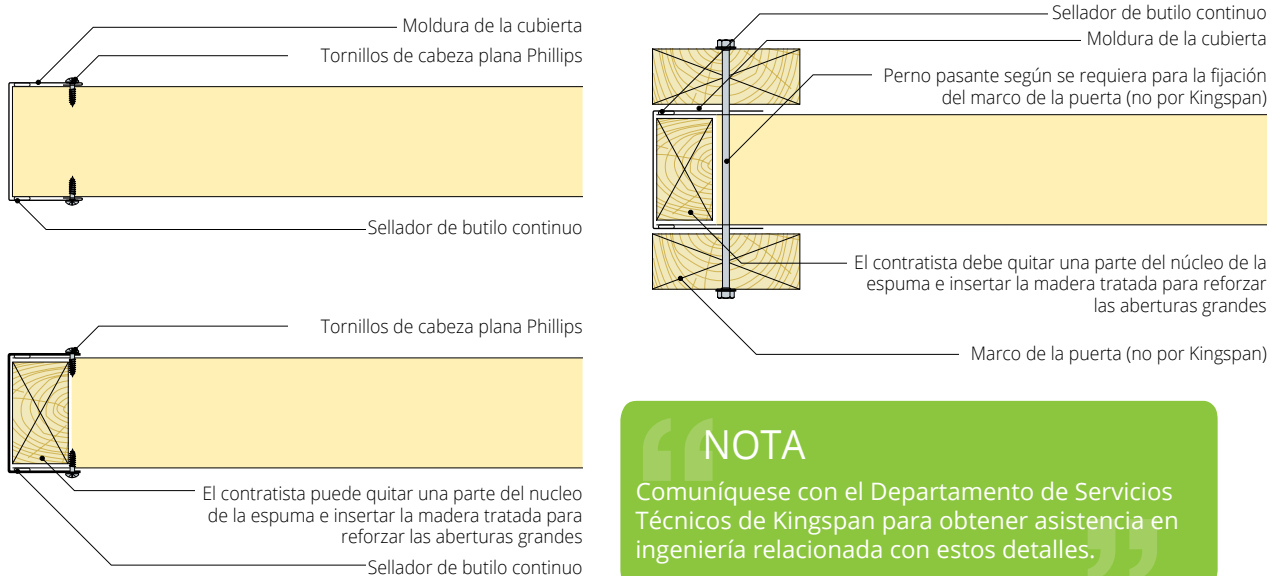 Moldura de la cubierta
Tornillos de cabeza plana Phillips
Sellador de butilo continuo
Tornillos de cabeza plana Phillips
El contratista puede quitar una parte del nucleo
de la espuma e insertar la madera tratada para
reforzar las aberturas grandes
Sellador de butilo continuo
Sellador de butilo continuo
Moldura de la cubierta
Perno pasante según se requiera para la fijación
del marco de la puerta (no por Kingspan)
El contratista debe quitar una parte del núcleo de la
espuma e insertar la madera tratada para reforzar
las aberturas grandes
Marco de la puerta (no por Kingspan)
NOTA
Comuníquese con el Departamento de Servicios
Técnicos de Kingspan para obtener asistencia en
ingeniería relacionada con estos detalles.